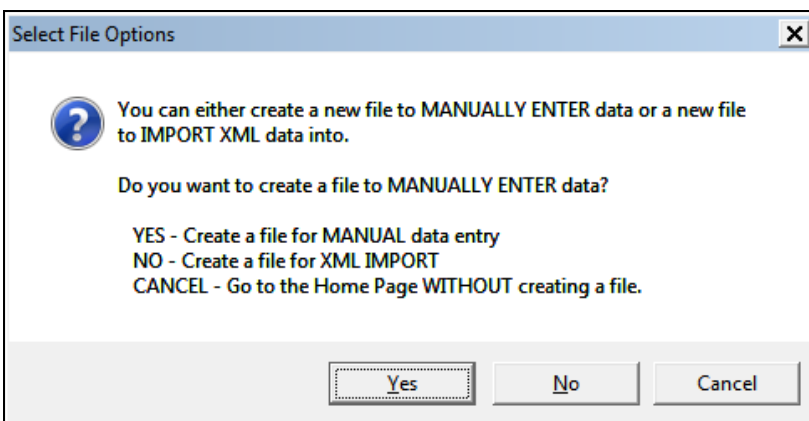 Select File Options
You can either create a new file to MANUALLY ENTER data or a new file
to IMPORT XML data into.
Do you want to create a file to MANUALLY ENTER data?
YES - Create a file for MANUAL data entry
NO - Create a file for XML IMPORT
CANCEL - Go to the Home Page WITHOUT creating a file.
Yes No Cancel